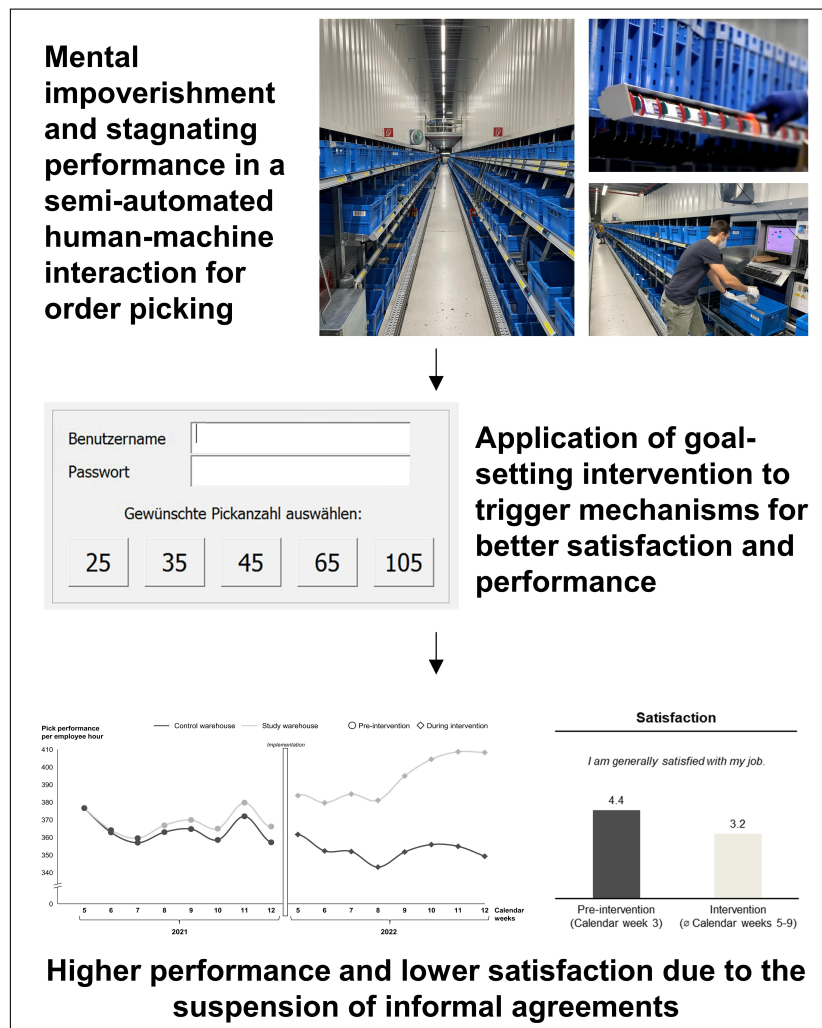 Mental
impoverishment
and stagnating
performance in a
semi-automated
human-machine
interaction for
order picking
Benutzername
Passwort
Gewünschte Pickanzahl auswählen:
25 35 45 65 105
Application of goal-
setting intervention to
trigger mechanisms for
better satisfaction and
performance
Pick performance
per employee hour
Control warehouse Study warehouse Pre-intervention During intervention
Implementation
410
400
390
380
370
360
350
340
0
5 6 7 8 9 10 11 12 5 6 7 8 9 10 11 12
Calendar
weeks
2021 2022
Satisfaction
I am generally satisfied with my job.
4.4
3.2
Pre-intervention
(Calendar week 3)
Intervention
(⌀ Calendar weeks 5-9)
Higher performance and lower satisfaction due to the
suspension of informal agreements